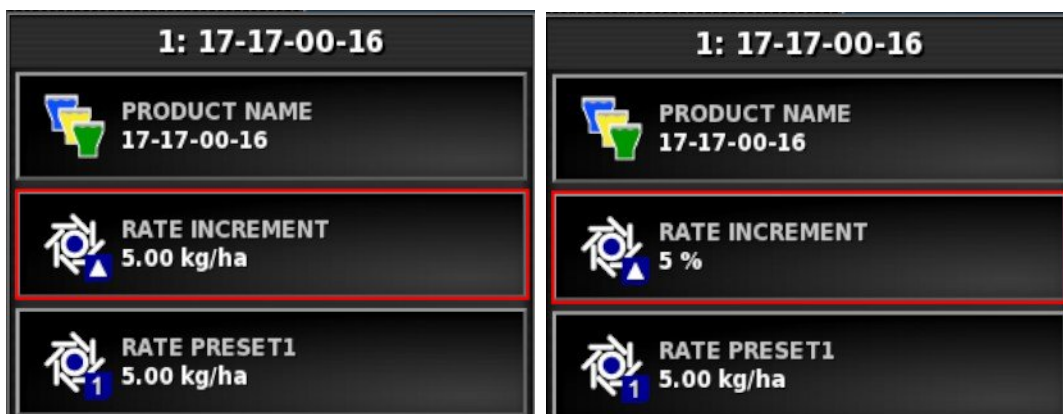 1: 17-17-00-16
PRODUCT NAME
17-17-00-16
RATE INCREMENT
5.00 kg/ha
RATE PRESET1
1
5.00 kg/ha
1: 17-17-00-16
PRODUCT NAME
17-17-00-16
RATE INCREMENT
5 %
RATE PRESET1
1
5.00 kg/ha